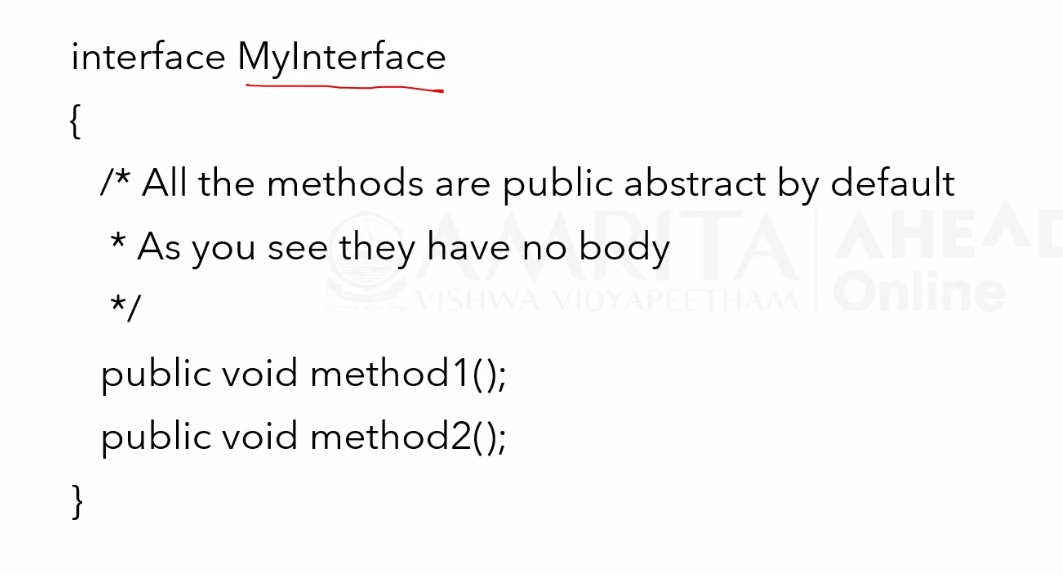 interface MyInterface
{
/* All the methods are public abstract by default
* As you see they have no body
*/
public void method1();
public void method2();
}
AMRITA
VISHWA VIDYAPEETHAM
AHEAD
Online